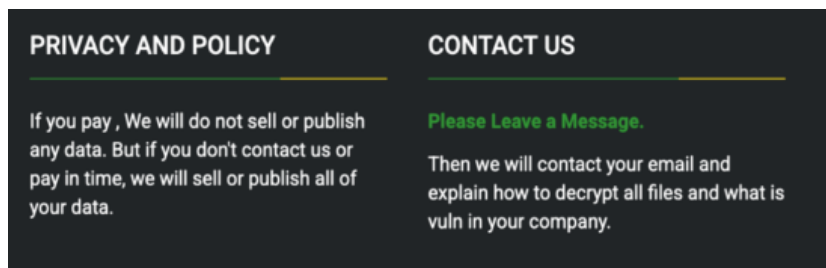 PRIVACY AND POLICY
If you pay , We will do not sell or publish
any data. But if you don't contact us or
pay in time, we will sell or publish all of
your data.
CONTACT US
Please Leave a Message.
Then we will contact your email and
explain how to decrypt all files and what is
vuln in your company.